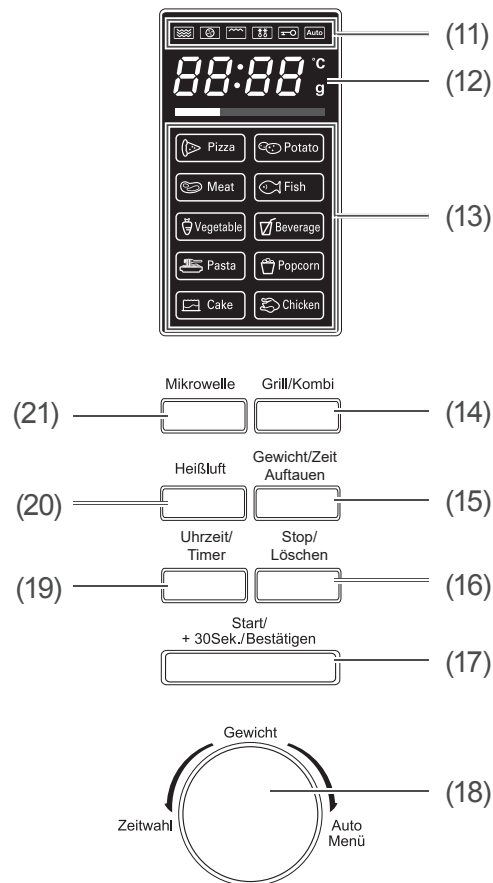 Auto
(11)
88:88 °C
g
(12)
Pizza Potato
Meat Fish
(13)
Vegetable Beverage
Pasta Popcorn
Cake Chicken
Mikrowelle Grill/Kombi
(21) (14)
Heißluft
Gewicht/Zeit
Auftauen
(20) (15)
Uhrzeit/
Timer
Stop/
Löschen
(19) (16)
Start/
+ 30Sek./Bestätigen
(17)
Gewicht
(18)
Zeitwahl
Auto
Menü